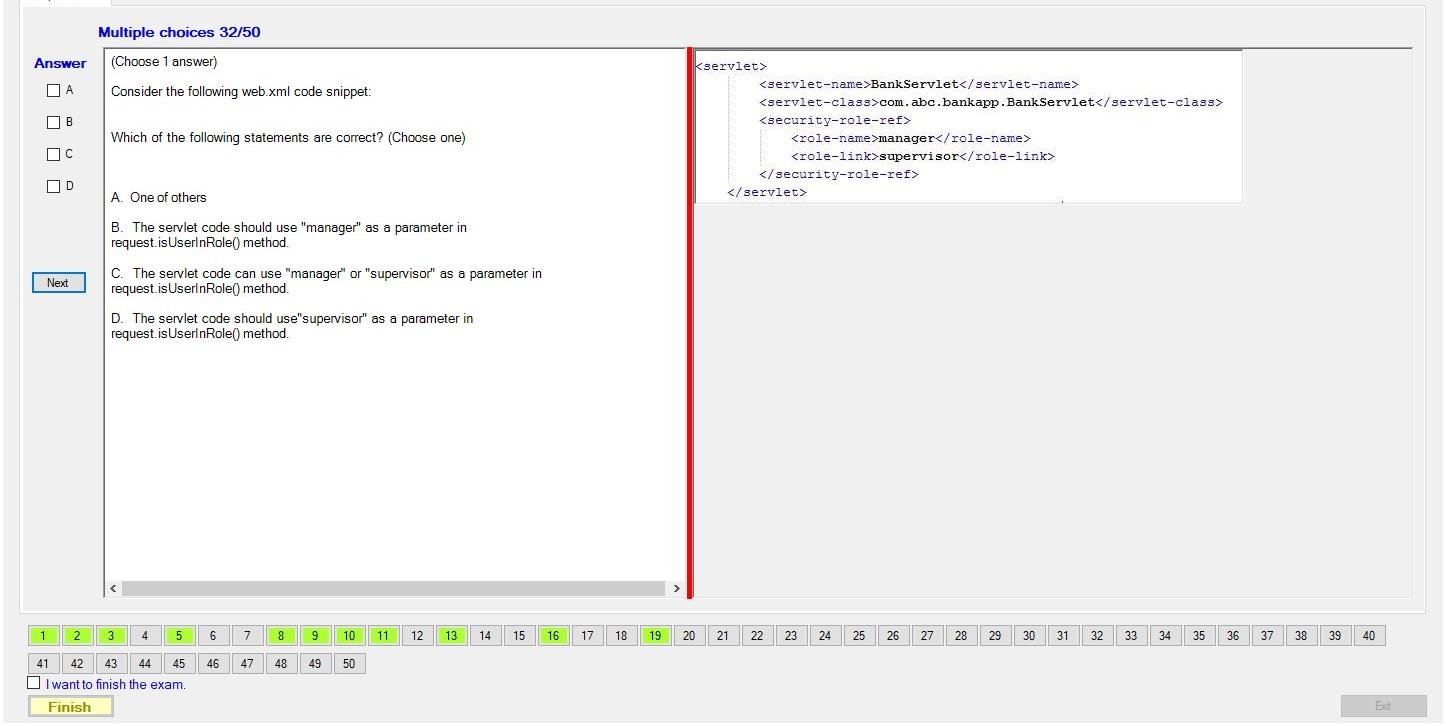 Multiple choices 32/50
Answer
A
B
C
D
Next
(Choose 1 answer)
Consider the following web.xml code snippet:
Which of the following statements are correct? (Choose one)
A. One of others
B. The servlet code should use "manager" as a parameter in
request.isUserInRole() method.
C. The servlet code can use "manager" or "supervisor" as a parameter in
request.isUserInRole() method.
D. The servlet code should use"supervisor" as a parameter in
request.isUserInRole() method.
<servlet>
<servlet-name>BankServlet</servlet-name>
<servlet-class>com.abc.bankapp.BankServlet</servlet-class>
<security-role-ref>
<role-name>manager</role-name>
<role-link>supervisor</role-link>
</security-role-ref>
</servlet>
1 2 3 4 5 6 7 8 9 10 11 12 13 14 15 16 17 18 19 20 21 22 23 24 25 26 27 28 29 30 31 32 33 34 35 36 37 38 39 40
41 42 43 44 45 46 47 48 49 50
I want to finish the exam.
Finish
Exit